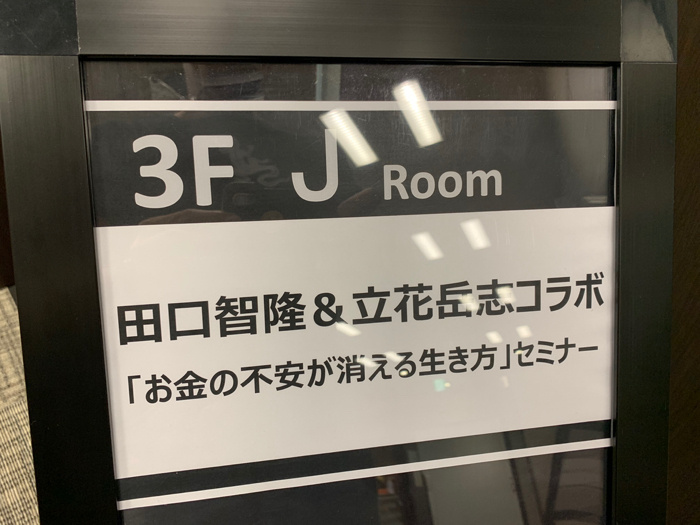 3F J Room
田口智隆&立花岳志コラボ
「お金の不安が消える生き方」セミナー